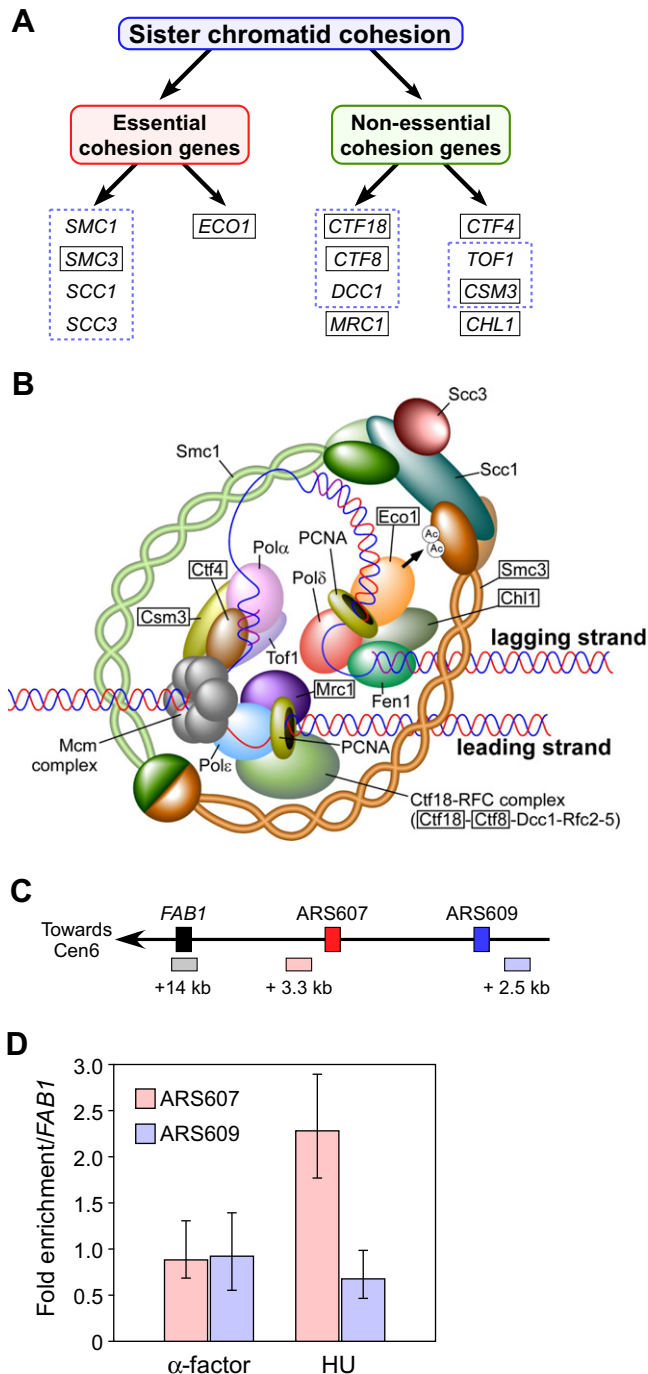 A
Sister chromatid cohesion
Essential
cohesion genes
Non-essential
cohesion genes
SMC1
SMC3
SCC1
SCC3
ECO1
CTF18
CTF8
DCC1
MRC1
CTF4
TOF1
CSM3
CHL1
B
Scc3
Smc1
Scc1
Eco1
Ac
Ac
PCNA
Polα
Ctf4
Polδ
Smc3
Csm3
Chl1
Tof1
lagging strand
Mrc1
Fen1
Mcm
complex
PCNA
leading strand
Polε
Ctf18-RFC complex
(Ctf18-Ctf8-Dcc1-Rfc2-5)
C
FAB1 ARS607 ARS609
Towards
Cen6
+14 kb + 3.3 kb + 2.5 kb
D
Fold enrichment/FAB1
3.0
2.5
2.0
1.5
1.0
0.5
0
ARS607
ARS609
α-factor HU